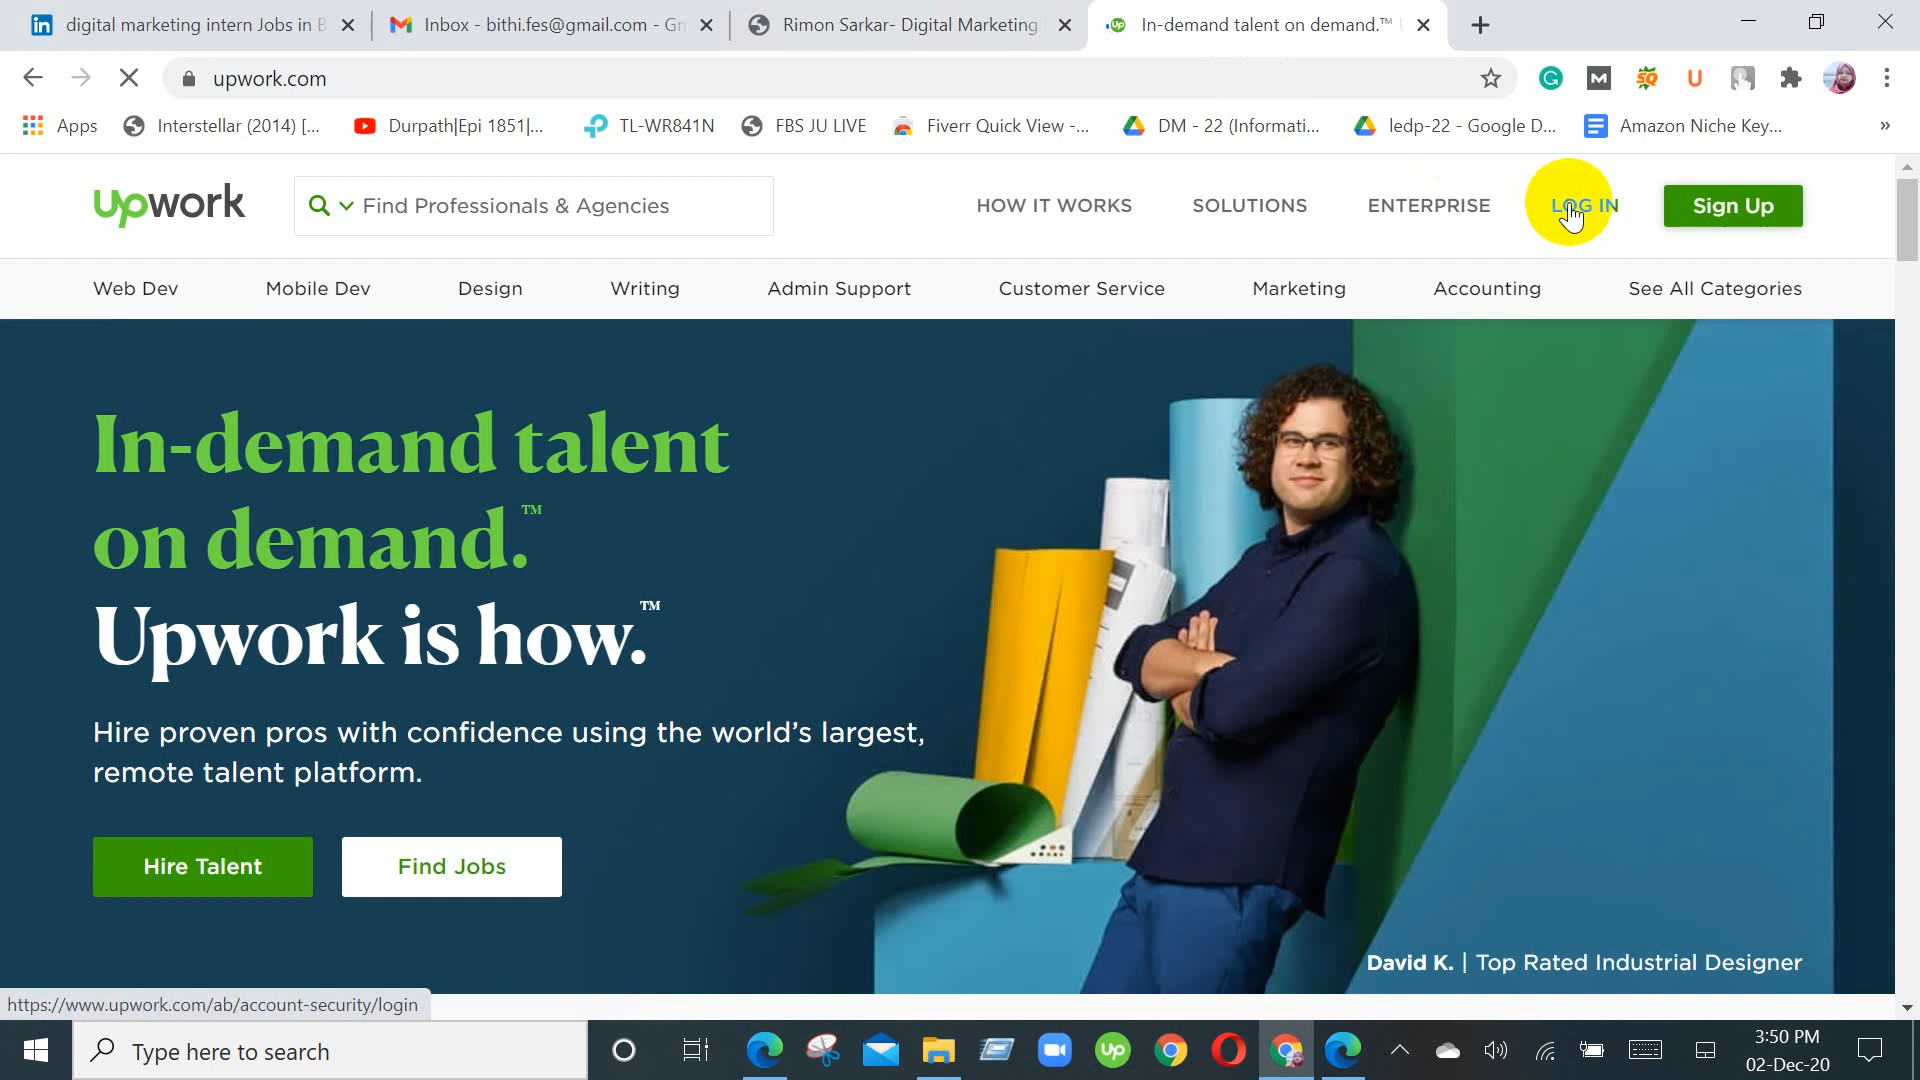 digital marketing intern Jobs in B
Inbox - bithi.fes@gmail.com - Gm
Rimon Sarkar- Digital Marketing
In-demand talent on demand.™
upwork.com
Apps
Interstellar (2014) [...
Durpath|Epi 1851|...
TL-WR841N
FBS JU LIVE
Fiverr Quick View -...
DM - 22 (Informati...
ledp-22 - Google D...
Amazon Niche Key...
»
upwork
Find Professionals & Agencies
HOW IT WORKS
SOLUTIONS
ENTERPRISE
LOG IN
Sign Up
Web Dev
Mobile Dev
Design
Writing
Admin Support
Customer Service
Marketing
Accounting
See All Categories
In-demand talent
on demand.™
Upwork is how.™
Hire proven pros with confidence using the world's largest,
remote talent platform.
Hire Talent
Find Jobs
David K. | Top Rated Industrial Designer
https://www.upwork.com/ab/account-security/login
Type here to search
3:50 PM
02-Dec-20